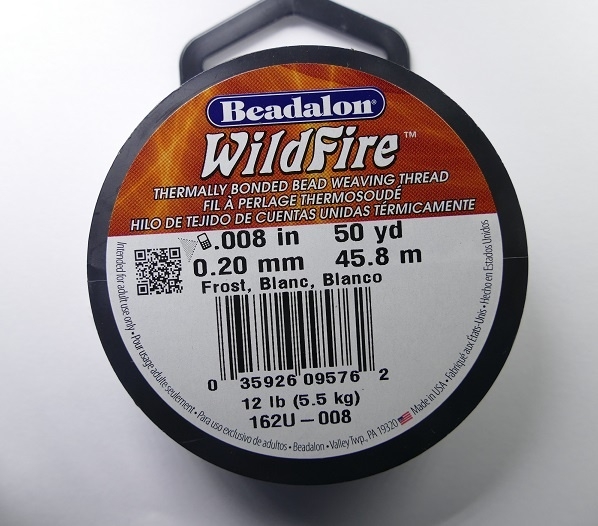 Beadalon®
WildFire™
THERMALLY BONDED BEAD WEAVING THREAD
FIL À PERLAGE THERMOSOUDÉ
HILO DE TEJIDO DE CUENTAS UNIDAS TÉRMICAMENTE
.008 in 50 yd
0.20 mm 45.8 m
Frost, Blanc, Blanco
0 35926 09576 2
12 lb (5.5 kg)
162U-008
Intended for adult use only • Pour usage adulte seulement • Para uso exclusivo de adultos • Beadalon • Valley Twp., PA 19320 Made in USA • Fabriqué aux États-Unis • Hecho en Estados Unidos